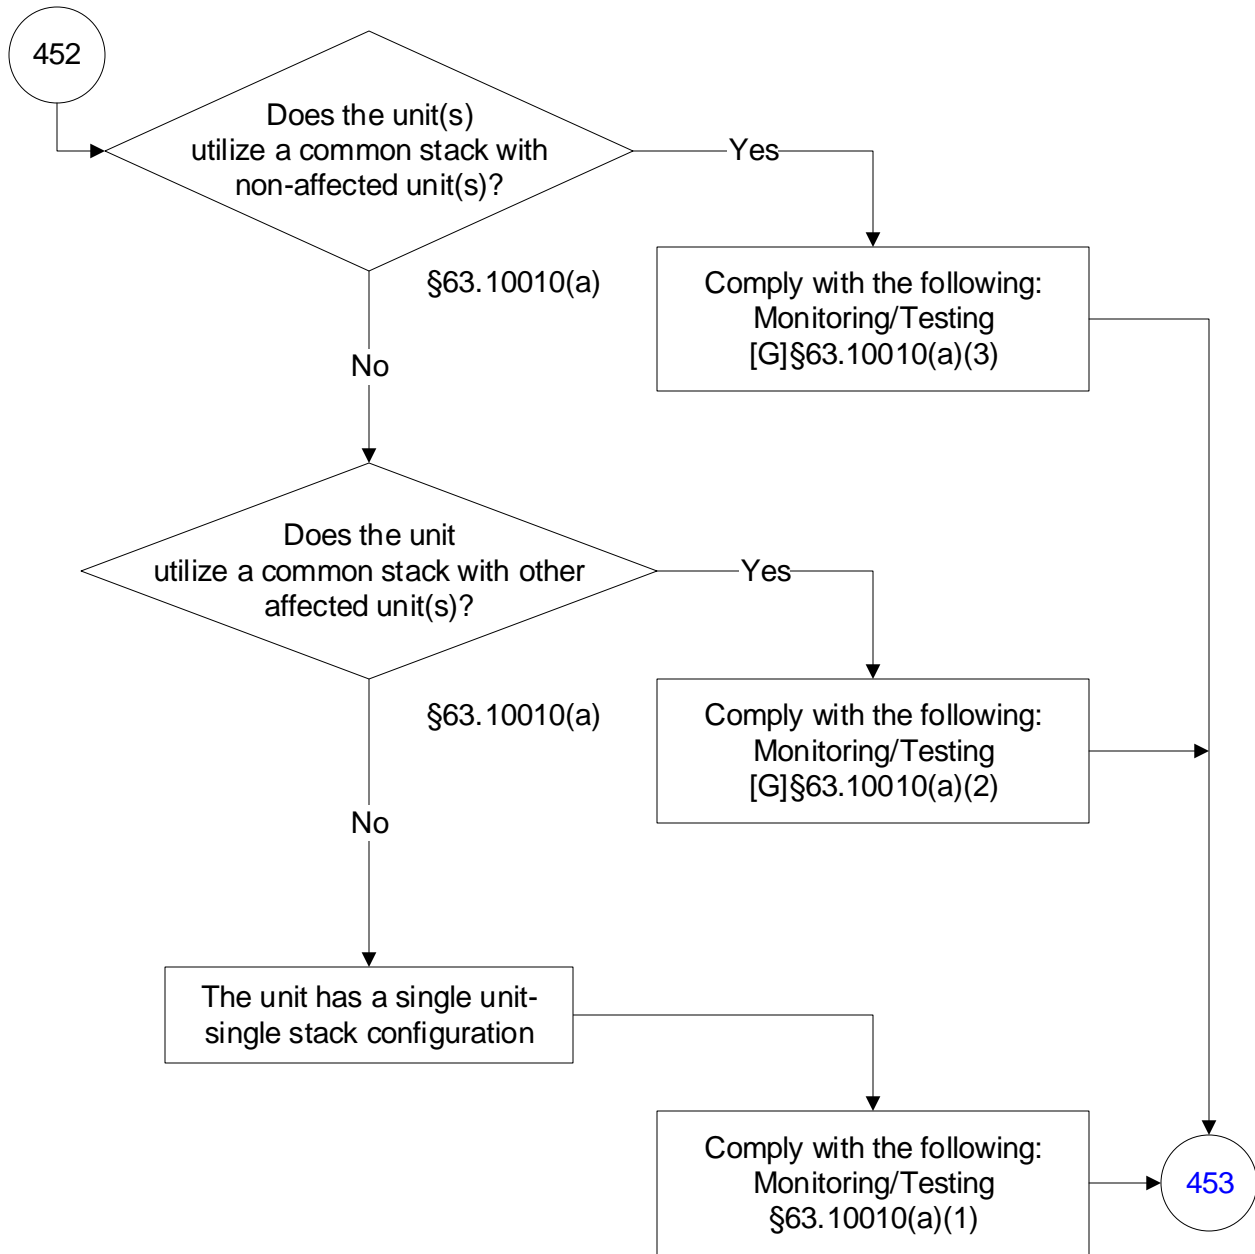 452
Does the unit(s)
utilize a common stack with
non-affected unit(s)?
Yes
§63.10010(a)
Comply with the following:
Monitoring/Testing
[G]§63.10010(a)(3)
No
Does the unit
utilize a common stack with other
affected unit(s)?
Yes
§63.10010(a)
Comply with the following:
Monitoring/Testing
[G]§63.10010(a)(2)
No
The unit has a single unit-
single stack configuration
Comply with the following:
Monitoring/Testing
§63.10010(a)(1)
453